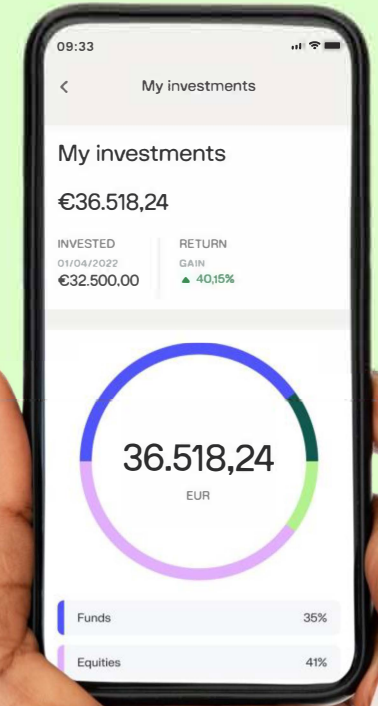 09:33
My investments
My investments
€36.518,24
INVESTED
RETURN
01/04/2022
GAIN
€32.500.00
▲ 40,15%
36.518,24
EUR
Funds 35%
Equities 41%